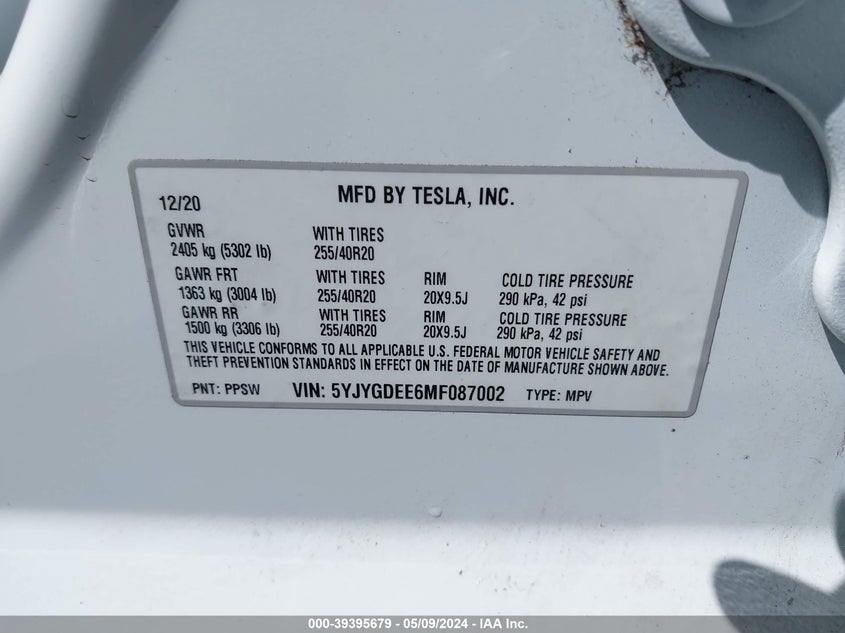 MFD BY TESLA, INC.
12/20
GVWR WITH TIRES
2405 kg (5302 lb) 255/40R20
GAWR FRT WITH TIRES RIM COLD TIRE PRESSURE
1363 kg (3004 lb) 255/40R20 20X9.5J 290 kPa, 42 psi
GAWR RR WITH TIRES RIM COLD TIRE PRESSURE
1500 kg (3306 lb) 255/40R20 20X9.5J 290 kPa, 42 psi
THIS VEHICLE CONFORMS TO ALL APPLICABLE U.S. FEDERAL MOTOR VEHICLE SAFETY AND
THEFT PREVENTION STANDARDS IN EFFECT ON THE DATE OF MANUFACTURE SHOWN ABOVE.
PNT: PPSW VIN: 5YJYGDEE6MF087002 TYPE: MPV
000-39395679 - 05/09/2024 - IAA Inc.